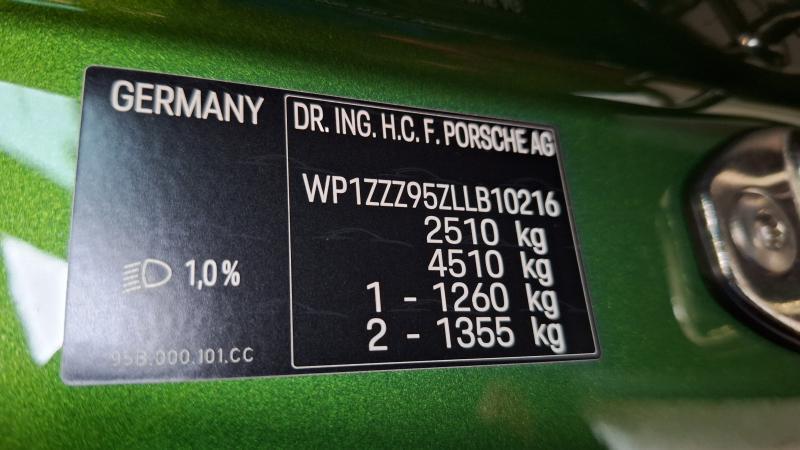 GERMANY
DR. ING. H.C. F. PORSCHE AG
WP1ZZZ95ZLLB10216
2510 kg
4510 kg
1 - 1260 kg
2 - 1355 kg
1,0%
95B.000.101.CC